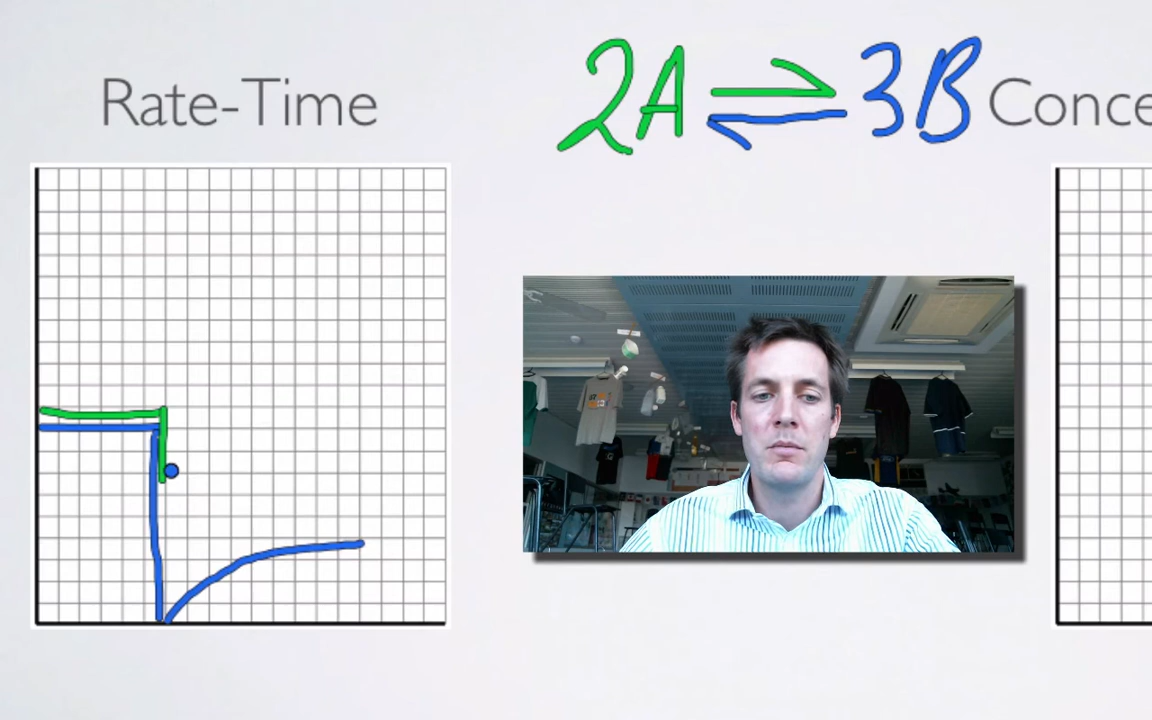 Rate-Time
2A ⇌ 3B
Conce